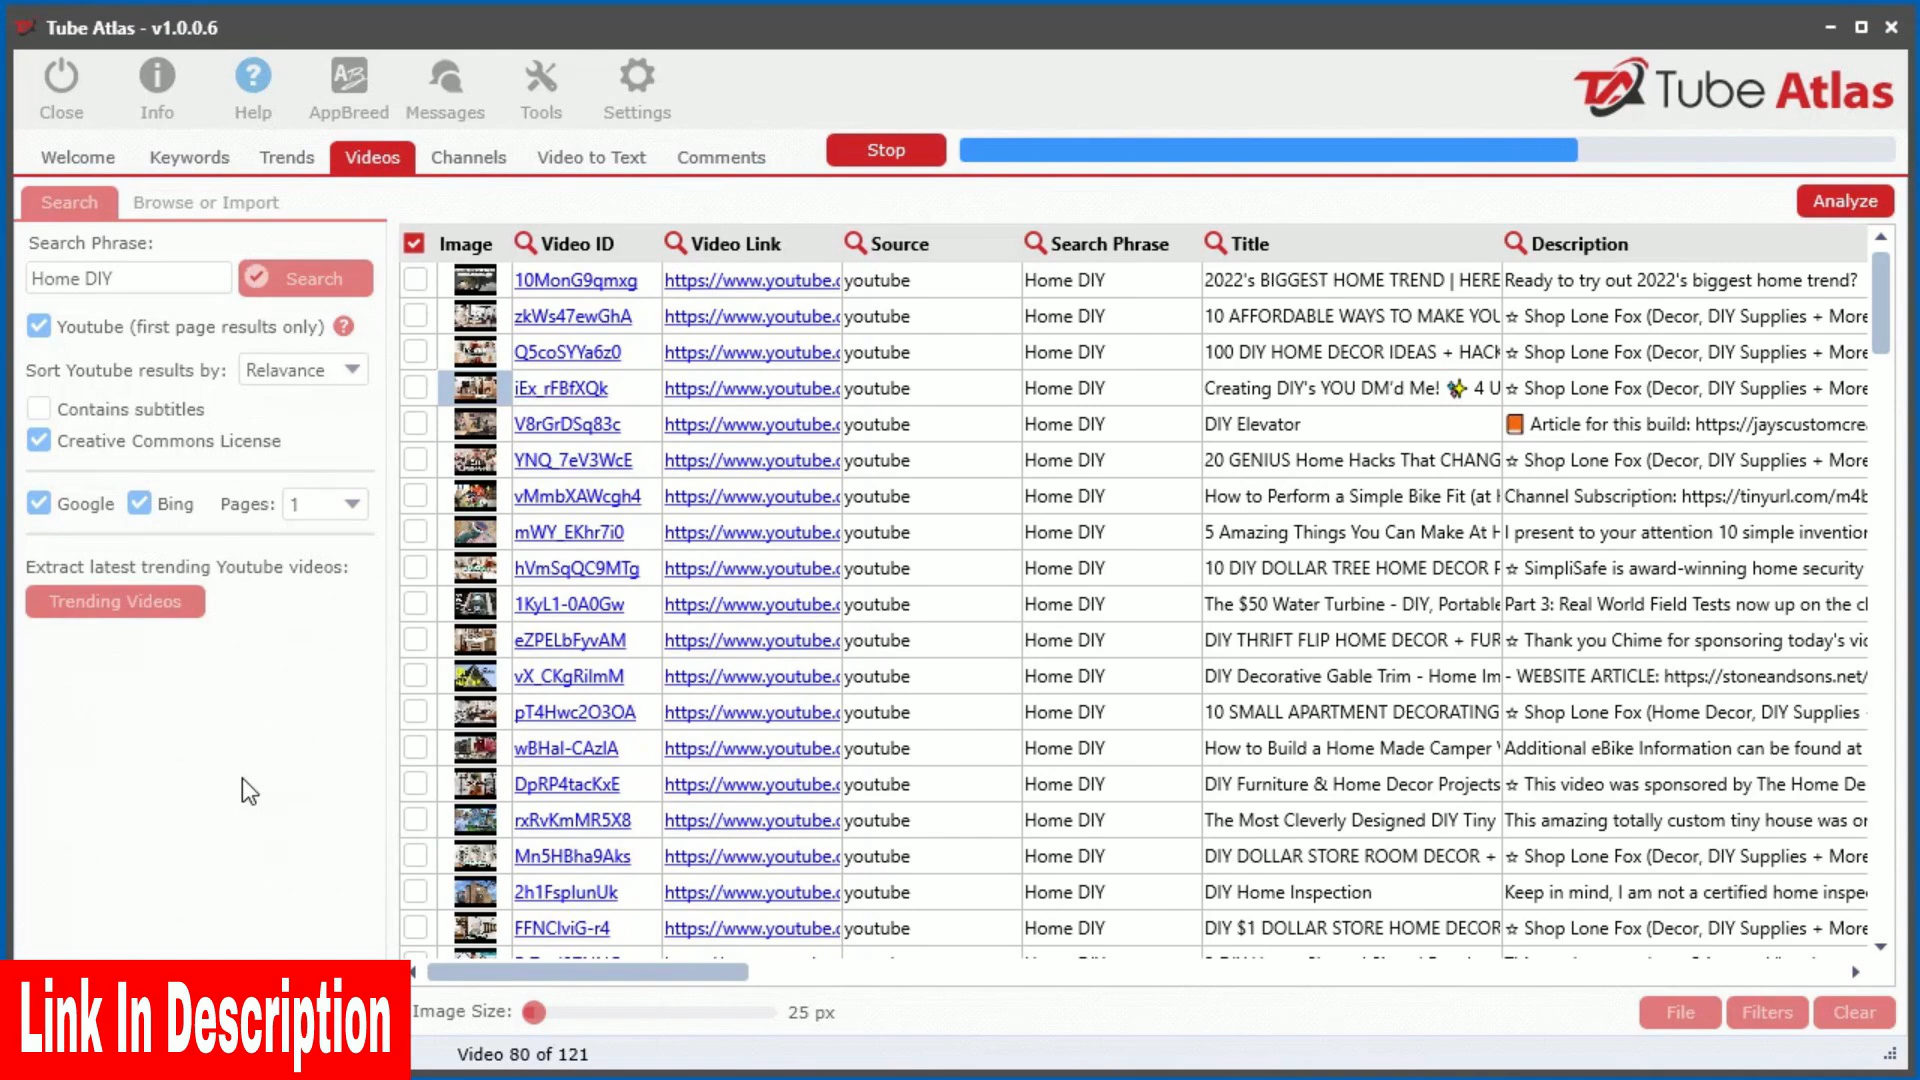 Tube Atlas - v1.0.0.6
Close Info Help AppBreed Messages Tools Settings
Tube Atlas
Welcome Keywords Trends Videos Channels Video to Text Comments Stop
Search Browse or Import Analyze
Search Phrase:
Home DIY Search
Youtube (first page results only) ?
Sort Youtube results by: Relavance
Contains subtitles
Creative Commons License
Google Bing Pages: 1
Extract latest trending Youtube videos:
Trending Videos
Image Video ID Video Link Source Search Phrase Title Description
10MonG9qmxg https://www.youtube.c youtube Home DIY 2022's BIGGEST HOME TREND | HERE Ready to try out 2022's biggest home trend?
zkWs47ewGhA https://www.youtube.c youtube Home DIY 10 AFFORDABLE WAYS TO MAKE YOU ☆ Shop Lone Fox (Decor, DIY Supplies + More
Q5coSYYa6z0 https://www.youtube.c youtube Home DIY 100 DIY HOME DECOR IDEAS + HACK ☆ Shop Lone Fox (Decor, DIY Supplies + More
iEx_rFBfXQk https://www.youtube.c youtube Home DIY Creating DIY's YOU DM'd Me! ✨ 4 U ☆ Shop Lone Fox (Decor, DIY Supplies + More
V8rGrDSq83c https://www.youtube.c youtube Home DIY DIY Elevator 📙 Article for this build: https://jayscustomcrea
YNQ_7eV3WcE https://www.youtube.c youtube Home DIY 20 GENIUS Home Hacks That CHANG ☆ Shop Lone Fox (Decor, DIY Supplies + More
vMmbXAWcgh4 https://www.youtube.c youtube Home DIY How to Perform a Simple Bike Fit (at H Channel Subscription: https://tinyurl.com/m4b
mWY_EKhr7i0 https://www.youtube.c youtube Home DIY 5 Amazing Things You Can Make At H I present to your attention 10 simple invention
hVmSqQC9MTg https://www.youtube.c youtube Home DIY 10 DIY DOLLAR TREE HOME DECOR P ☆ SimpliSafe is award-winning home security
1KyL1-0A0Gw https://www.youtube.c youtube Home DIY The $50 Water Turbine - DIY, Portable Part 3: Real World Field Tests now up on the cl
eZPELbFyvAM https://www.youtube.c youtube Home DIY DIY THRIFT FLIP HOME DECOR + FUR ☆ Thank you Chime for sponsoring today's vid
vX_CKgRilmM https://www.youtube.c youtube Home DIY DIY Decorative Gable Trim - Home Im - WEBSITE ARTICLE: https://stoneandsons.net/
pT4Hwc2O3OA https://www.youtube.c youtube Home DIY 10 SMALL APARTMENT DECORATING ☆ Shop Lone Fox (Home Decor, DIY Supplies
wBHal-CAzlA https://www.youtube.c youtube Home DIY How to Build a Home Made Camper Additional eBike Information can be found at
DpRP4tacKxE https://www.youtube.c youtube Home DIY DIY Furniture & Home Decor Projects ☆ This video was sponsored by The Home De
rxRvKmMR5X8 https://www.youtube.c youtube Home DIY The Most Cleverly Designed DIY Tiny This amazing totally custom tiny house was or
Mn5HBha9Aks https://www.youtube.c youtube Home DIY DIY DOLLAR STORE ROOM DECOR + ☆ Shop Lone Fox (Decor, DIY Supplies + More
2h1FspIunUk https://www.youtube.c youtube Home DIY DIY Home Inspection Keep in mind, I am not a certified home inspe
FFNClviG-r4 https://www.youtube.c youtube Home DIY DIY $1 DOLLAR STORE HOME DECOR ☆ Shop Lone Fox (Decor, DIY Supplies + More
Image Size: 25 px File Filters Clear
Link In Description
Video 80 of 121